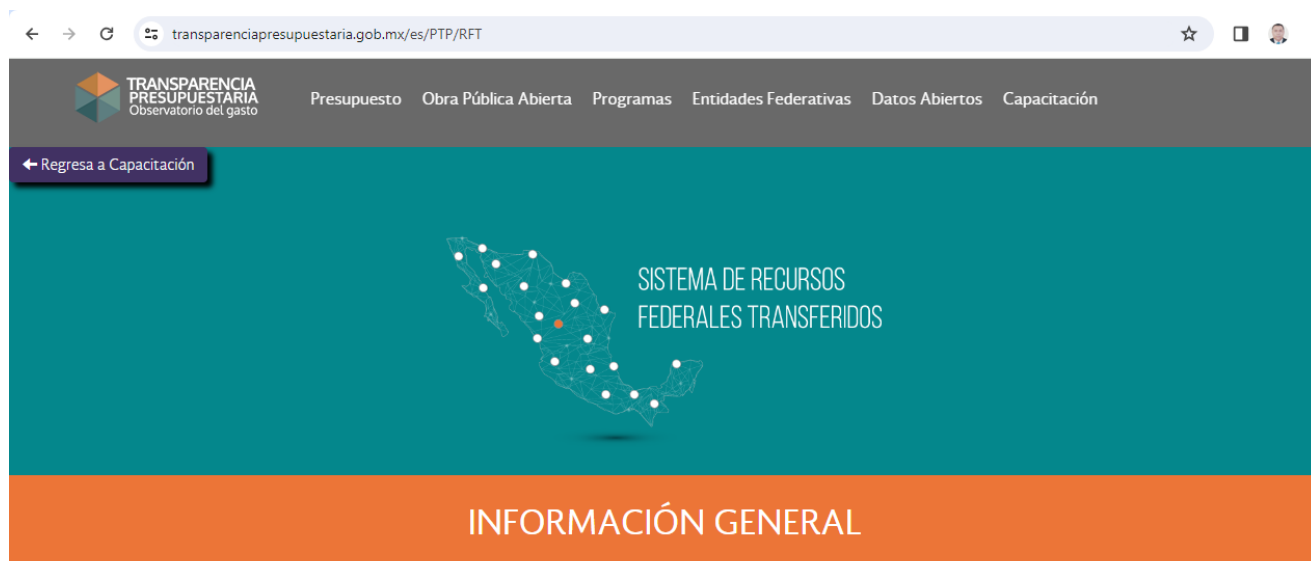 transparenciapresupuestaria.gob.mx/es/PTP/RFT
TRANSPARENCIA
PRESUPUESTARIA
Observatorio del gasto
Presupuesto Obra Pública Abierta Programas Entidades Federativas Datos Abiertos Capacitación
Regresa a Capacitación
SISTEMA DE RECURSOS
FEDERALES TRANSFERIDOS
INFORMACIÓN GENERAL